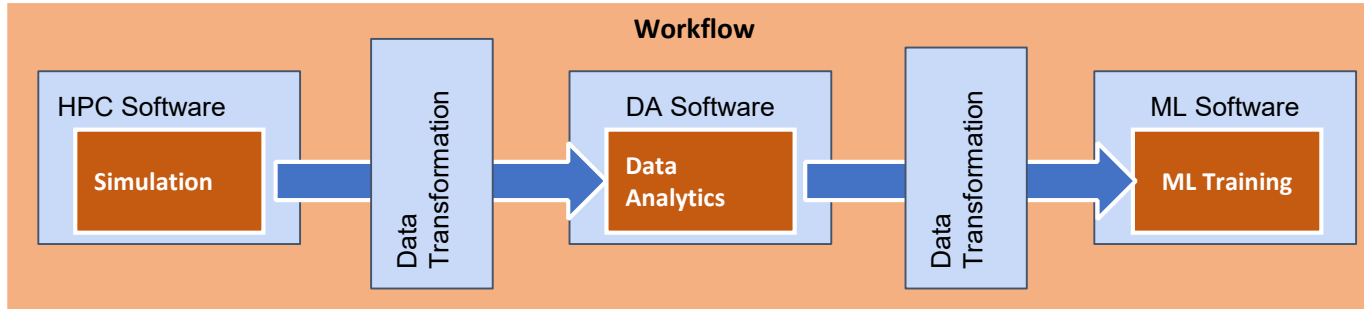 Workflow
HPC Software
Simulation
Data
Transformation
DA Software
Data
Analytics
Data
Transformation
ML Software
ML Training